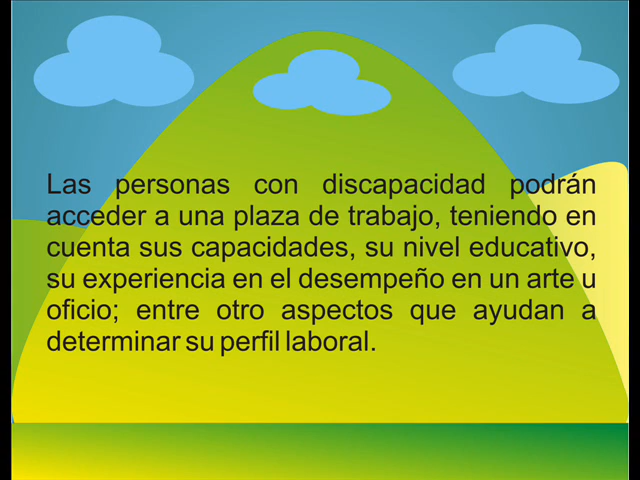 Las personas con discapacidad podrán
acceder a una plaza de trabajo, teniendo en
cuenta sus capacidades, su nivel educativo,
su experiencia en el desempeño en un arte u
oficio; entre otro aspectos que ayudan a
determinar su perfil laboral.